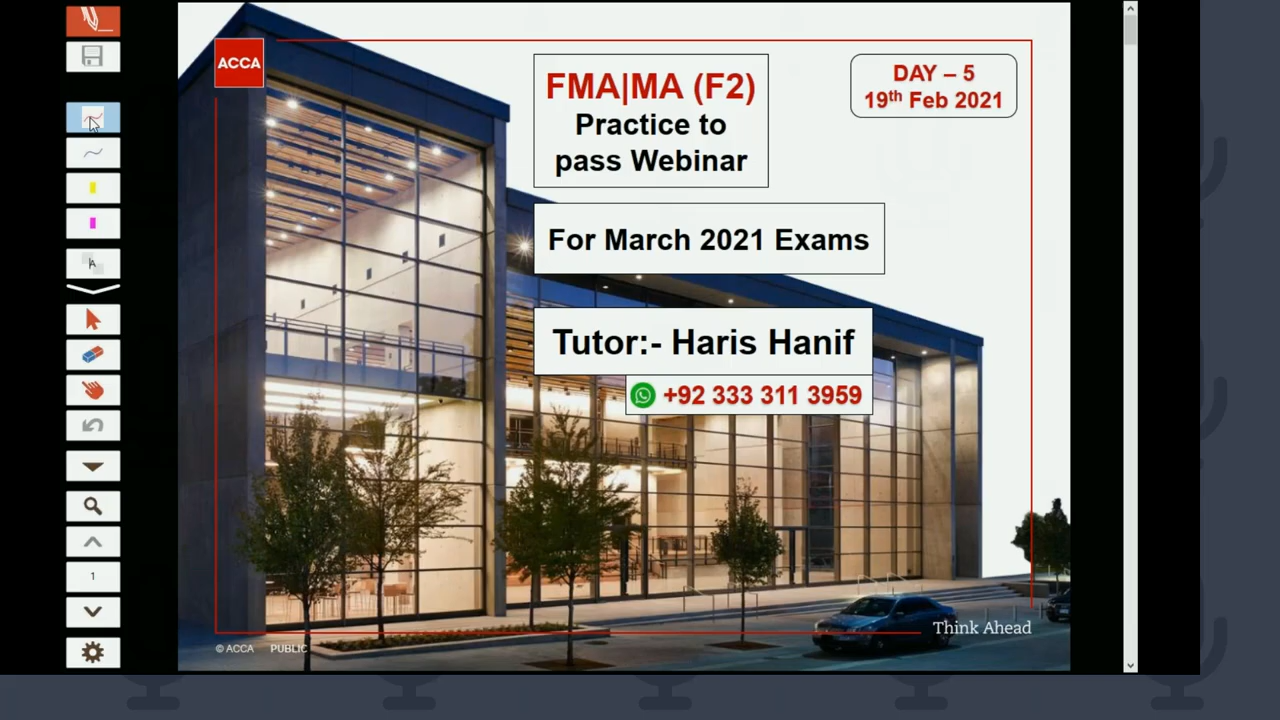 ACCA
FMA|MA (F2)
Practice to
pass Webinar
DAY – 5
19th Feb 2021
For March 2021 Exams
Tutor:- Haris Hanif
+92 333 311 3959
A
1
Think Ahead
© ACCA PUBLIC